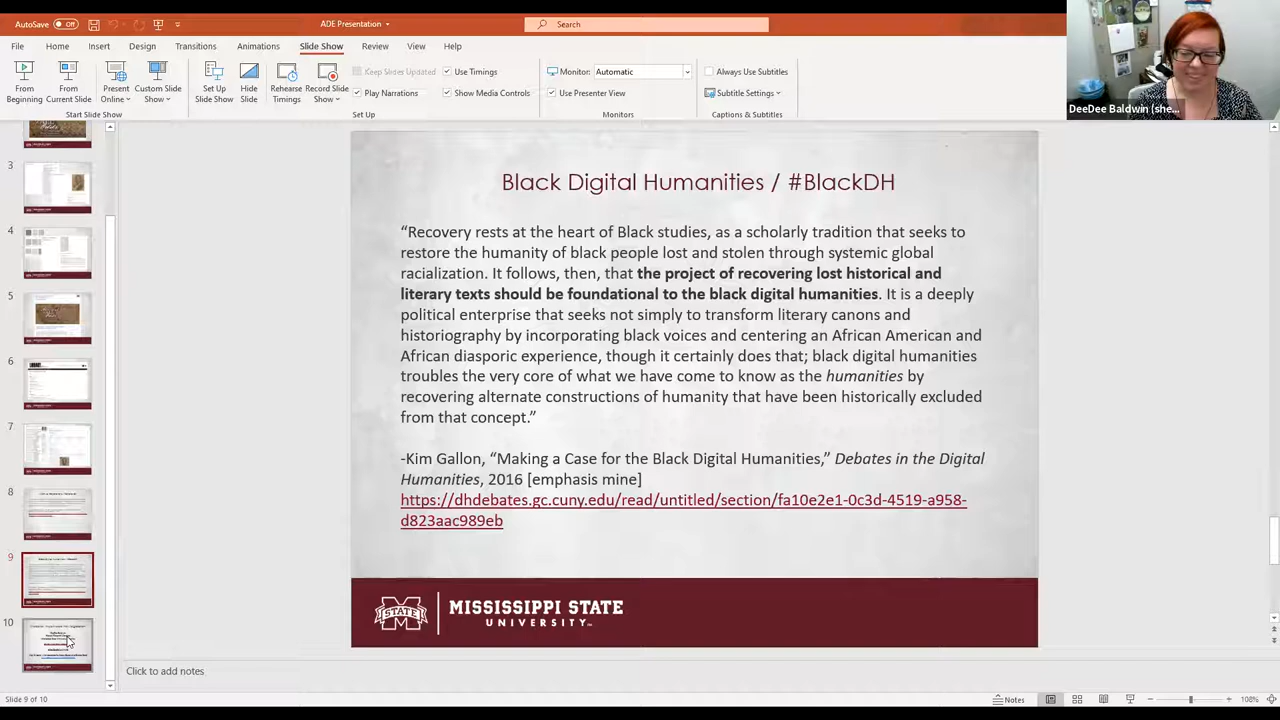 AutoSave Off
ADE Presentation
Search
File Home Insert Design Transitions Animations Slide Show Review View Help
From Beginning
From Current Slide
Present Online
Custom Slide Show
Set Up Slide Show
Hide Slide
Rehearse Timings
Record Slide Show
Keep Slides Updated
Play Narrations
Use Timings
Show Media Controls
Monitor: Automatic
Use Presenter View
Always Use Subtitles
Subtitle Settings
Start Slide Show
Set Up
Monitors
Captions & Subtitles
DeeDee Baldwin (she...
3
4
5
6
7
8
9
10
Black Digital Humanities / #BlackDH
“Recovery rests at the heart of Black studies, as a scholarly tradition that seeks to
restore the humanity of black people lost and stolen through systemic global
racialization. It follows, then, that the project of recovering lost historical and
literary texts should be foundational to the black digital humanities. It is a deeply
political enterprise that seeks not simply to transform literary canons and
historiography by incorporating black voices and centering an African American and
African diasporic experience, though it certainly does that; black digital humanities
troubles the very core of what we have come to know as the humanities by
recovering alternate constructions of humanity that have been historically excluded
from that concept.”
-Kim Gallon, “Making a Case for the Black Digital Humanities,” Debates in the Digital
Humanities, 2016 [emphasis mine]
https://dhdebates.gc.cuny.edu/read/untitled/section/fa10e2e1-0c3d-4519-a958-
d823aac989eb
STATE
MISSISSIPPI STATE
UNIVERSITY™
Click to add notes
Slide 9 of 10
Notes
108%